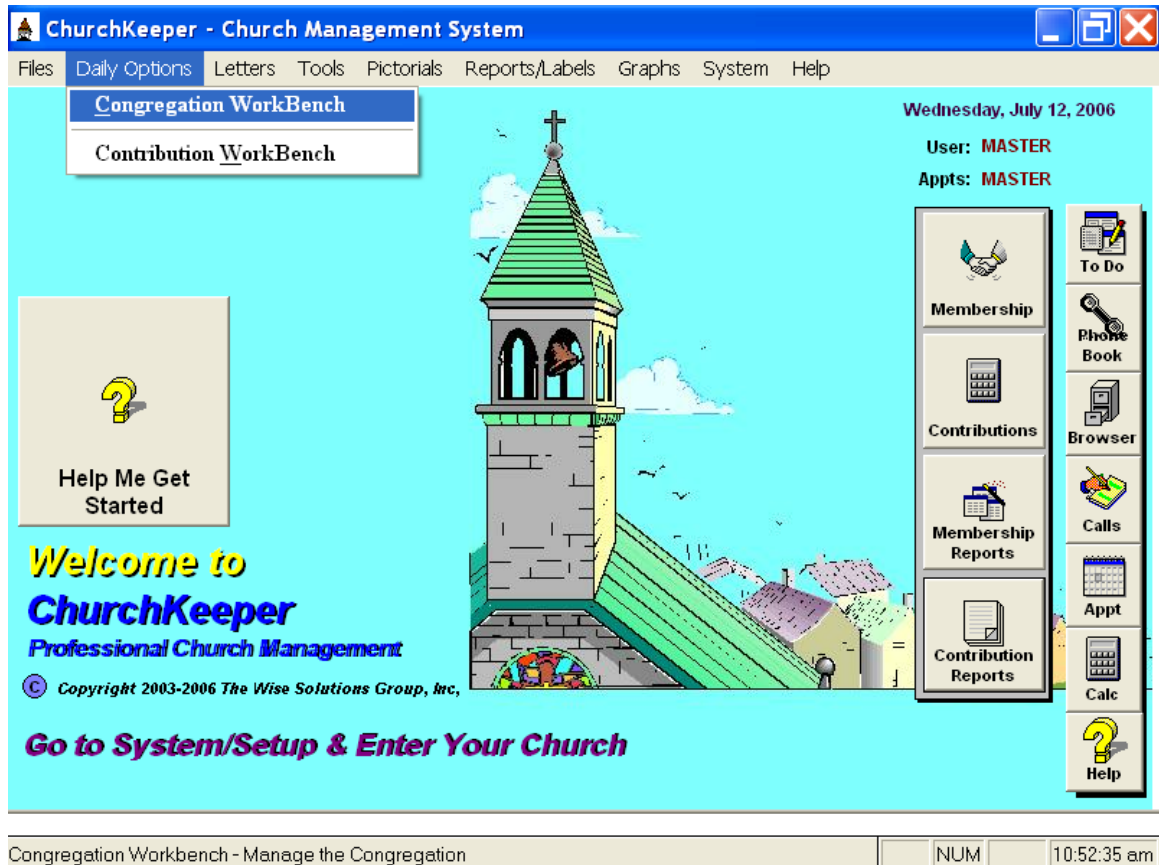 ChurchKeeper - Church Management System
Files Daily Options Letters Tools Pictorials Reports/Labels Graphs System Help
Congregation WorkBench
Contribution WorkBench
Wednesday, July 12, 2006
User: MASTER
Appts: MASTER
Membership
Contributions
Membership
Reports
Contribution
Reports
To Do
Phone
Book
Browser
Calls
Appt
Calc
Help
Help Me Get
Started
Welcome to
ChurchKeeper
Professional Church Management
© Copyright 2003-2006 The Wise Solutions Group, Inc,
Go to System/Setup & Enter Your Church
Congregation Workbench - Manage the Congregation NUM 10:52:35 am